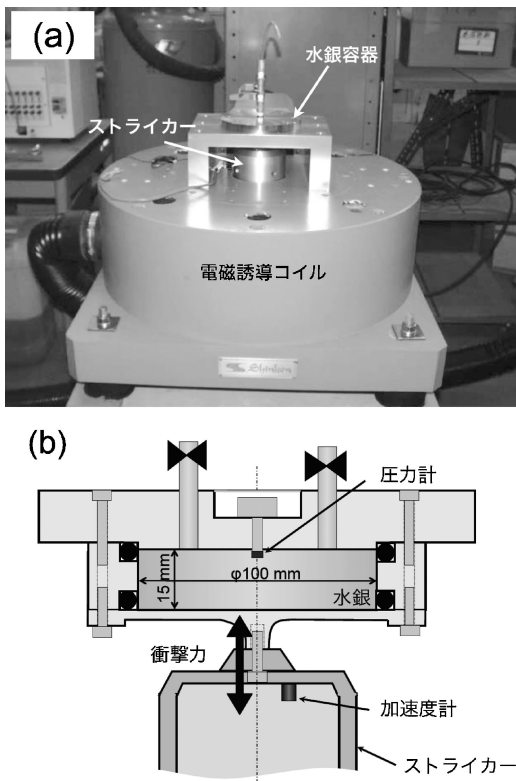 (a)
水銀容器
ストライカー
電磁誘導コイル
(b)
圧力計
15 mm
φ100 mm
水銀
衝撃力
加速度計
ストライカー